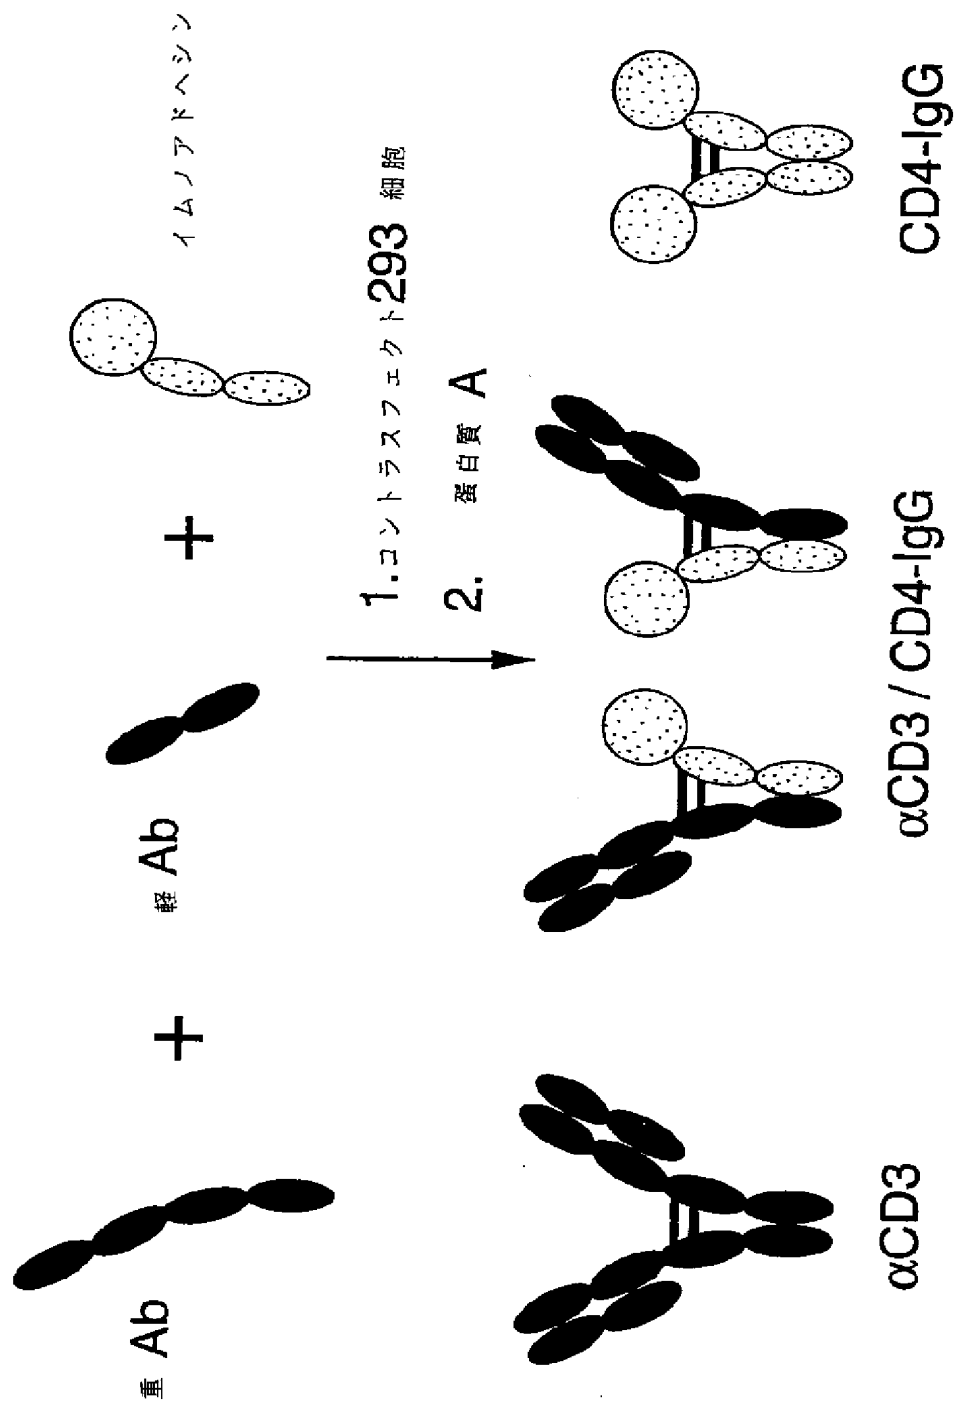 重 Ab
+
軽 Ab
+
イムノアドヘシン
1.コントラスフェクト293 細胞
2. 蛋白質 A
αCD3
αCD3 / CD4-IgG
CD4-IgG